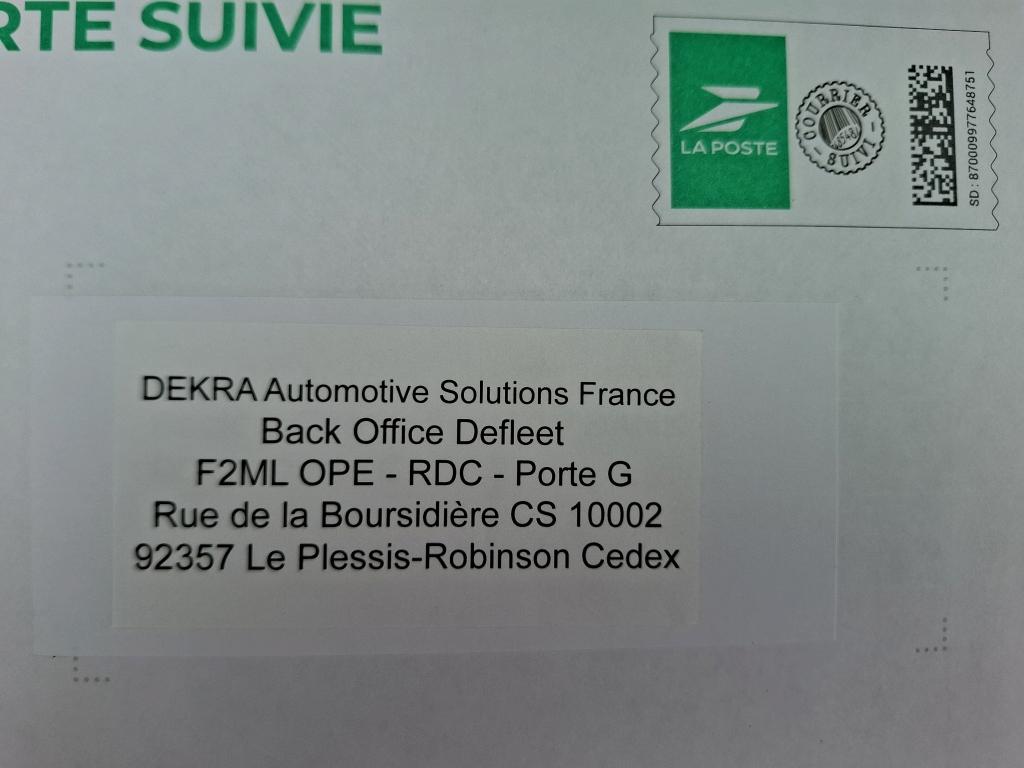 RTE SUIVIE
LA POSTE
COURRIER
SUIVI
SD : 870009977648751
DEKRA Automotive Solutions France
Back Office Defleet
F2ML OPE - RDC - Porte G
Rue de la Boursidière CS 10002
92357 Le Plessis-Robinson Cedex